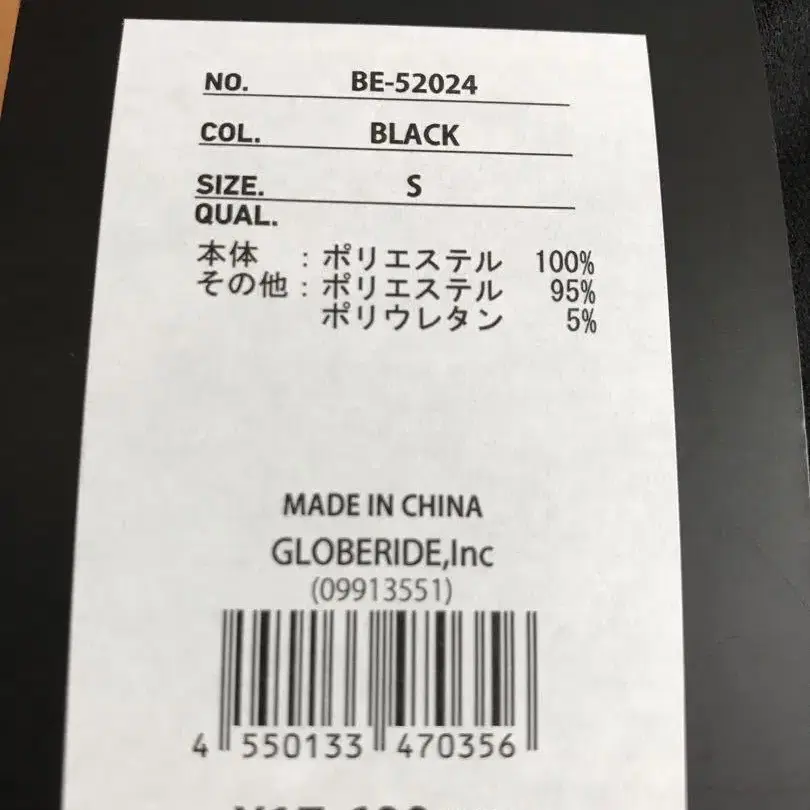 NO. BE-52024
COL. BLACK
SIZE. S
QUAL.
本体 : ポリエステル 100%
その他 : ポリエステル 95%
ポリウレタン 5%
MADE IN CHINA
GLOBERIDE,Inc
(09913551)
4 550133 470356